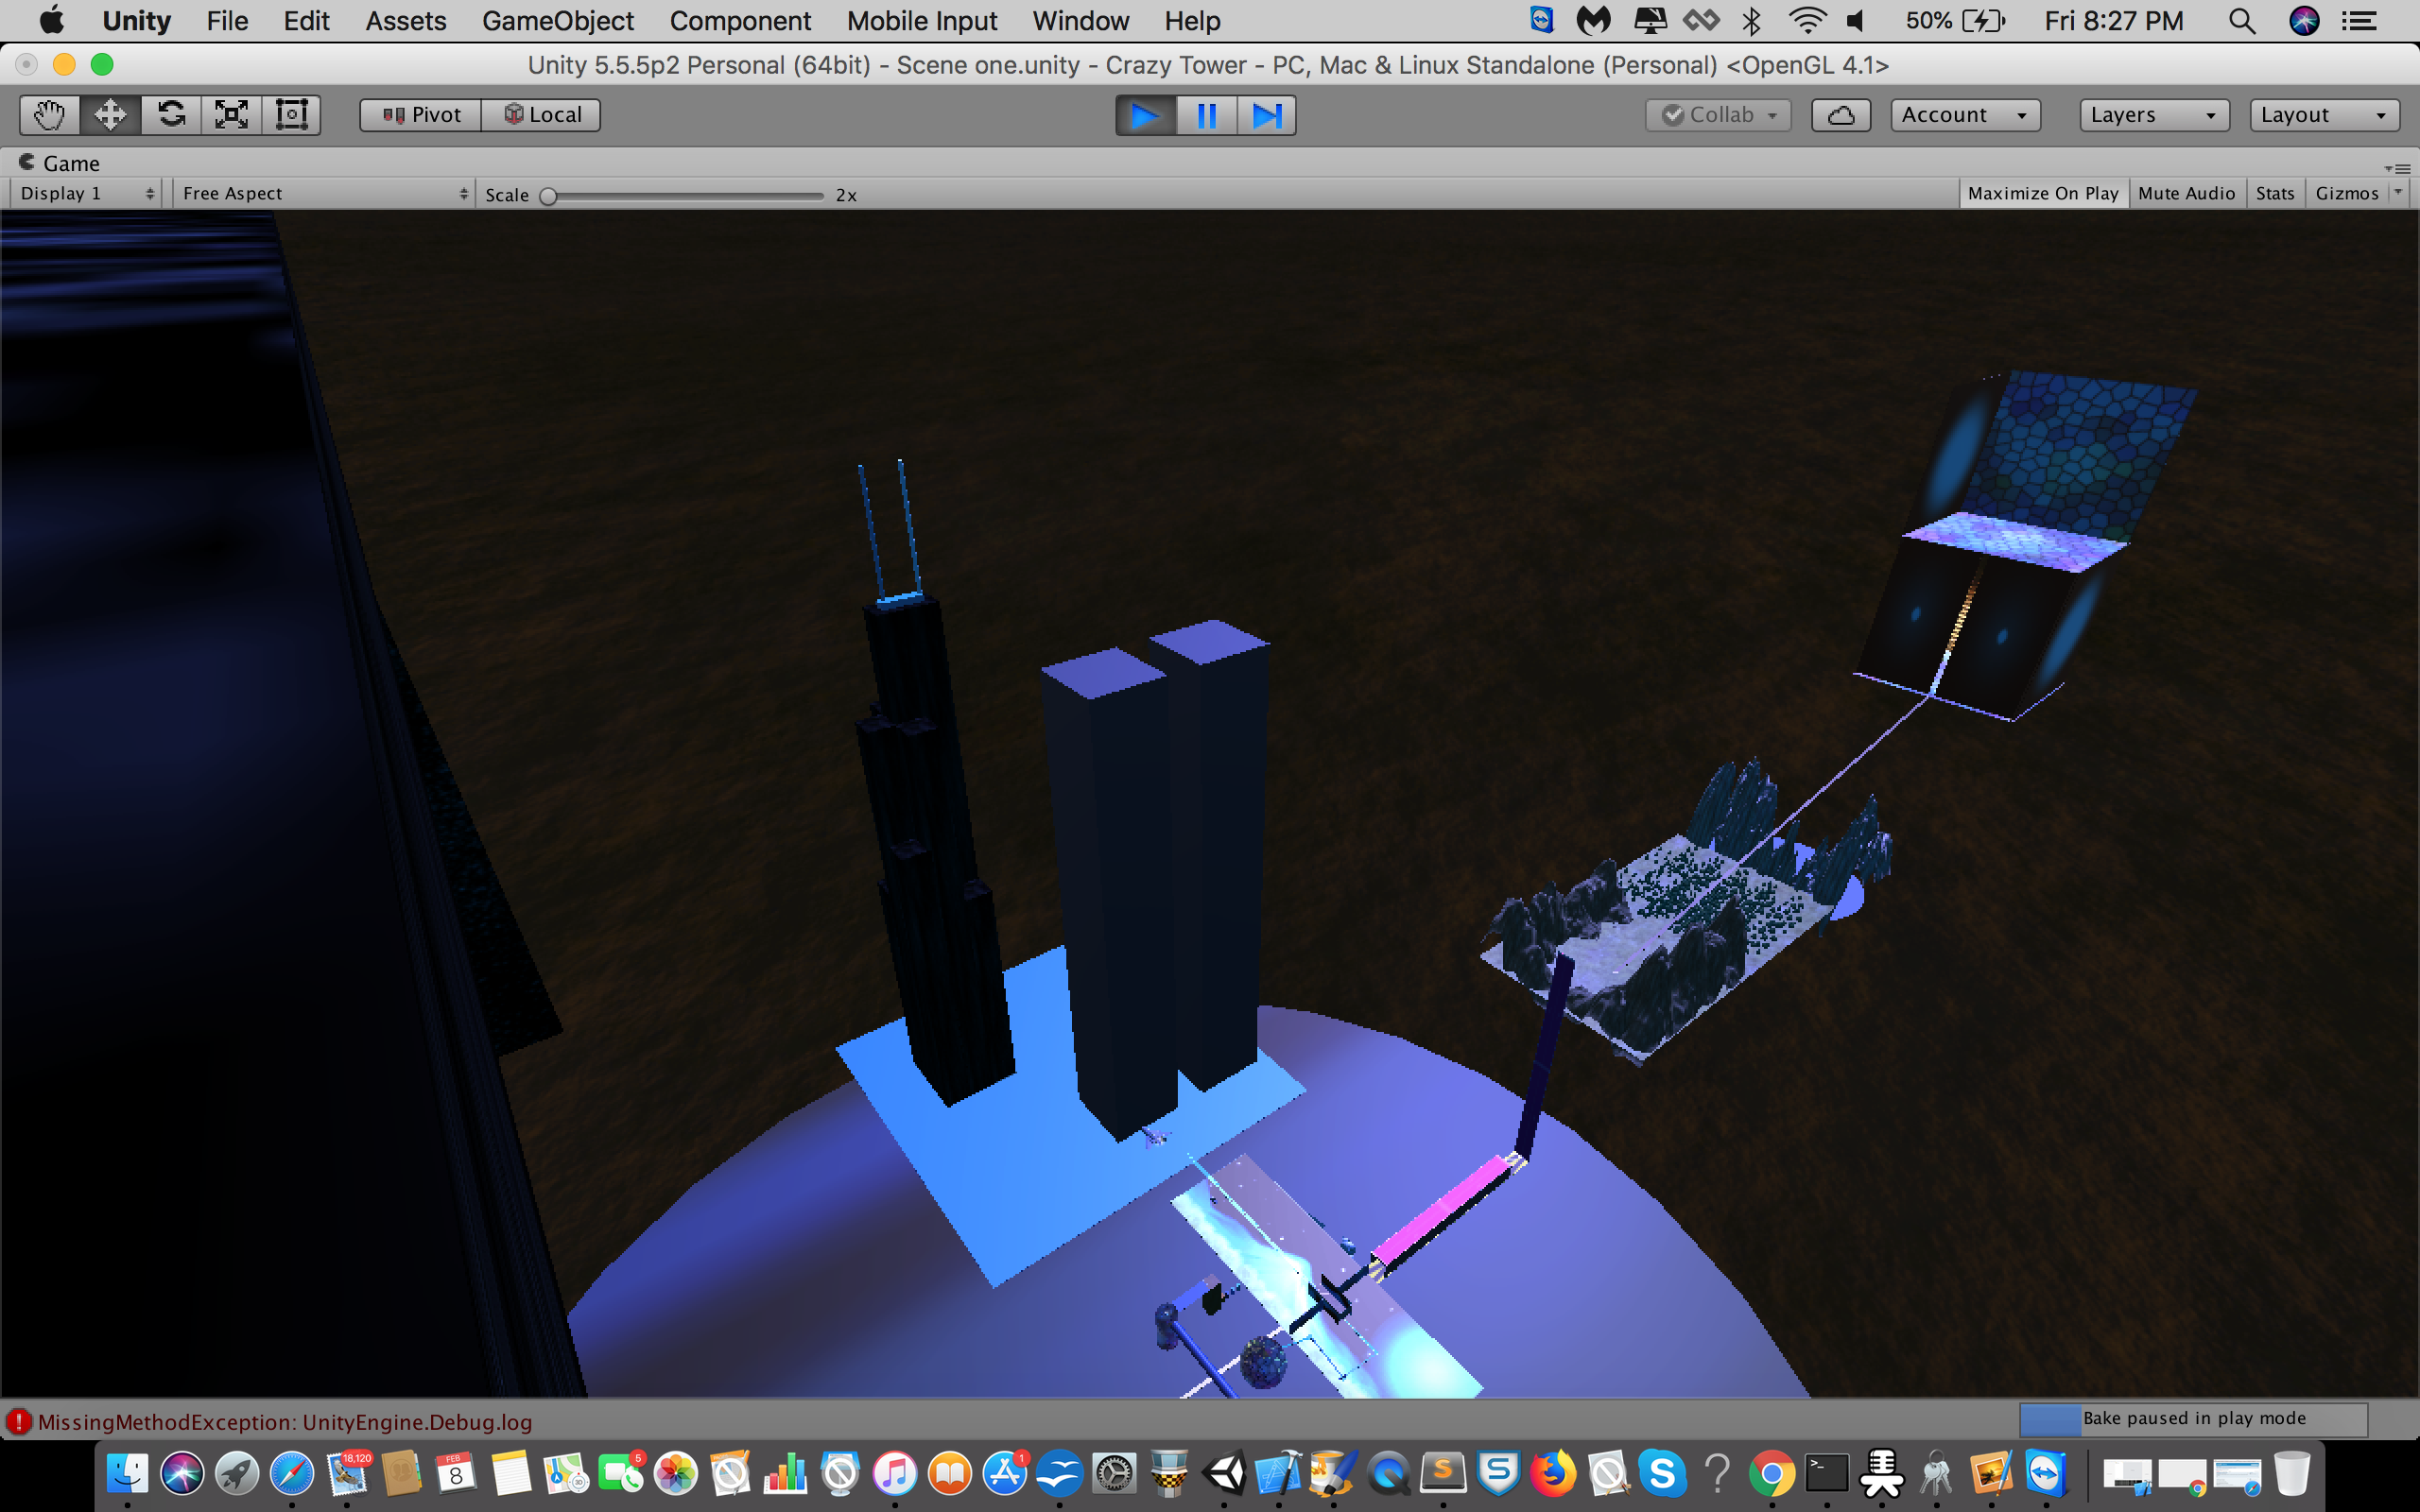 Unity File Edit Assets GameObject Component Mobile Input Window Help 50% Fri 8:27 PM
Unity 5.5.5p2 Personal (64bit) - Scene one.unity - Crazy Tower - PC, Mac & Linux Standalone (Personal) <OpenGL 4.1>
Pivot Local Collab Account Layers Layout
Game
Display 1 Free Aspect Scale 2x Maximize On Play Mute Audio Stats Gizmos
MissingMethodException: UnityEngine.Debug.log Bake paused in play mode
18,120 FEB 8 5 1 S S S ? >_